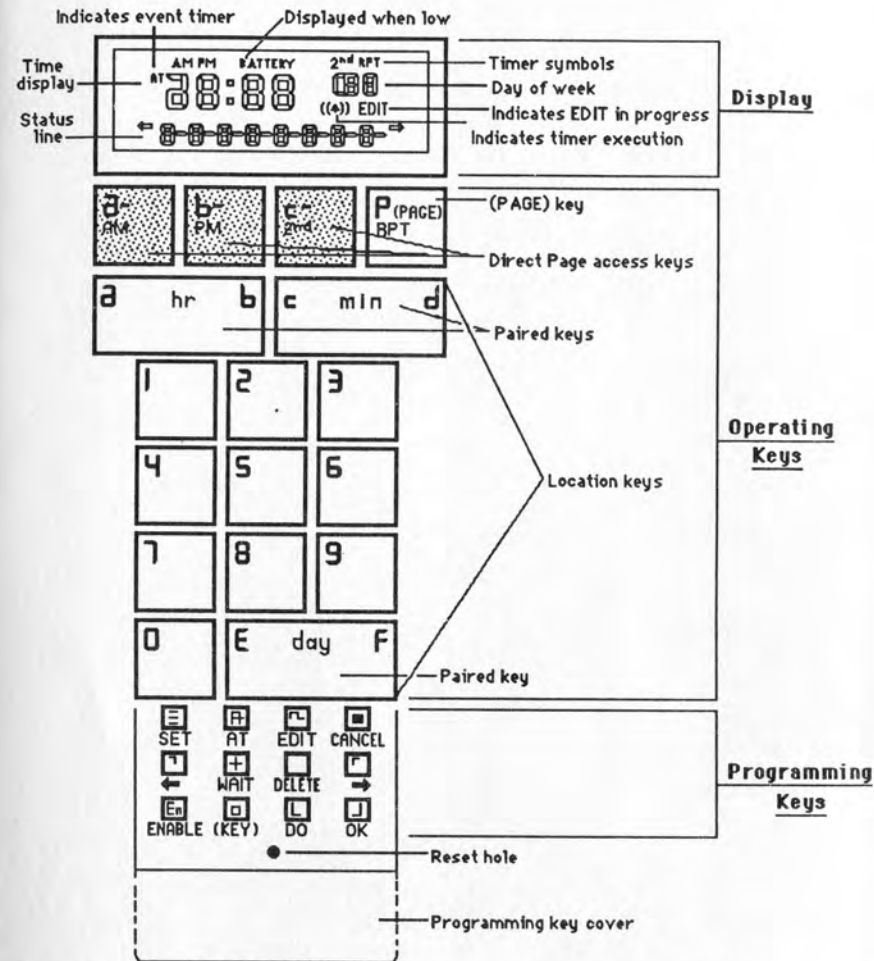 Indicates event timer
Displayed when low
AM PM BATTERY 2nd RPT
Timer symbols
Time display
AT 28:88
Day of week
Display
((♠)) EDIT
Indicates EDIT in progress
Status line
Indicates timer execution
a- AM
b- PM
c- 2nd
P (PAGE) BPT
(PAGE) key
Direct Page access keys
a hr b
c min d
Paired keys
1 2 3
4 5 6
Operating Keys
Location keys
7 8 9
0
E day F
Paired key
SET AT EDIT CANCEL
← WAIT DELETE →
Programming Keys
En
ENABLE (KEY) DO OK
Reset hole
Programming key cover